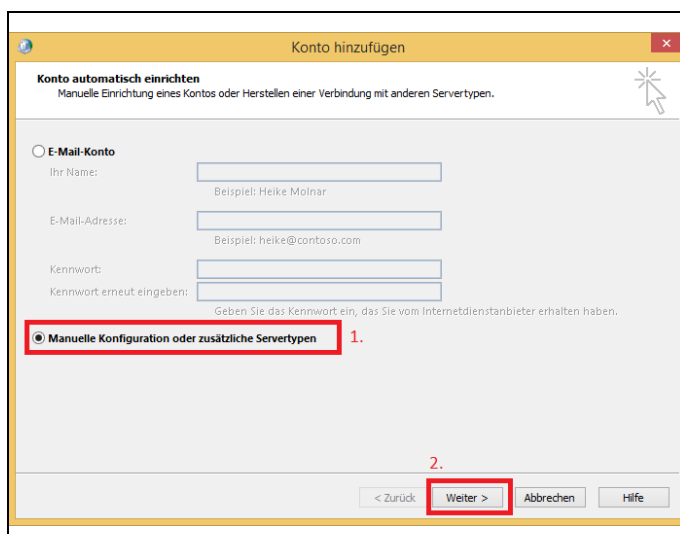 Konto hinzufügen
Konto automatisch einrichten
Manuelle Einrichtung eines Kontos oder Herstellen einer Verbindung mit anderen Servertypen.
E-Mail-Konto
Ihr Name:
Beispiel: Heike Molnar
E-Mail-Adresse:
Beispiel: heike@contoso.com
Kennwort:
Kennwort erneut eingeben:
Geben Sie das Kennwort ein, das Sie vom Internetdienstanbieter erhalten haben.
Manuelle Konfiguration oder zusätzliche Servertypen 1.
2.
< Zurück Weiter > Abbrechen Hilfe